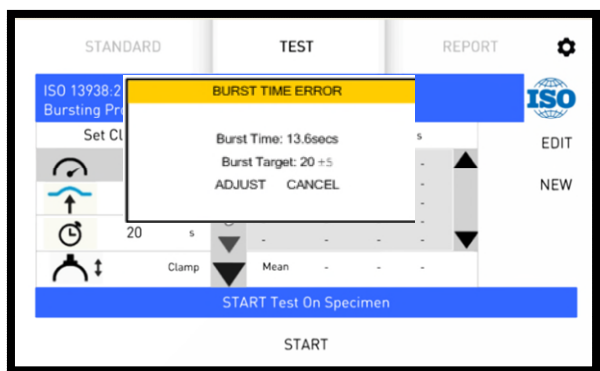 STANDARD TEST REPORT
ISO 13938:2
Bursting Pr
ISO
BURST TIME ERROR
Burst Time: 13.6secs
Burst Target: 20 ±5
ADJUST CANCEL
Set Cl
s
EDIT
NEW
20 s
- - -
Clamp
Mean - - -
START Test On Specimen
START